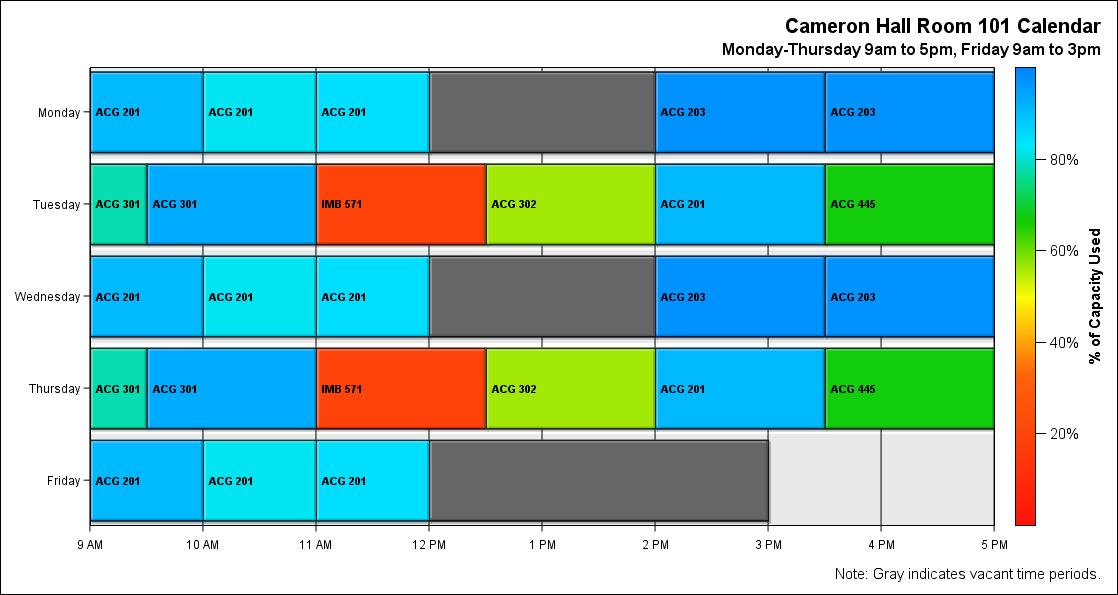 Cameron Hall Room 101 Calendar
Monday-Thursday 9am to 5pm, Friday 9am to 3pm
Monday
ACG 201
ACG 201
ACG 201
ACG 203
ACG 203
Tuesday
ACG 301
ACG 301
IMB 571
ACG 302
ACG 201
ACG 445
Wednesday
ACG 201
ACG 201
ACG 201
ACG 203
ACG 203
Thursday
ACG 301
ACG 301
IMB 571
ACG 302
ACG 201
ACG 445
Friday
ACG 201
ACG 201
ACG 201
9 AM
10 AM
11 AM
12 PM
1 PM
2 PM
3 PM
4 PM
5 PM
80%
60%
40%
20%
% of Capacity Used
Note: Gray indicates vacant time periods.